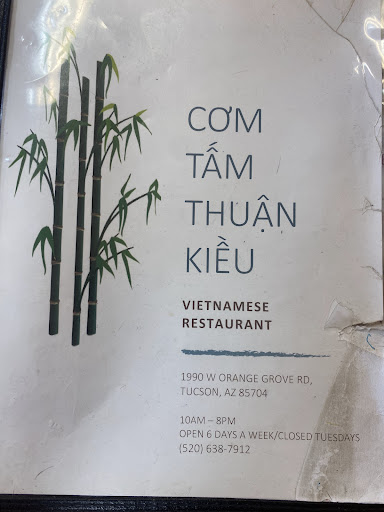 CƠM
TẤM
THUẬN
KIỀU
VIETNAMESE
RESTAURANT
1990 W ORANGE GROVE RD,
TUCSON, AZ 85704
10AM – 8PM
OPEN 6 DAYS A WEEK/CLOSED TUESDAYS
(520) 638-7912